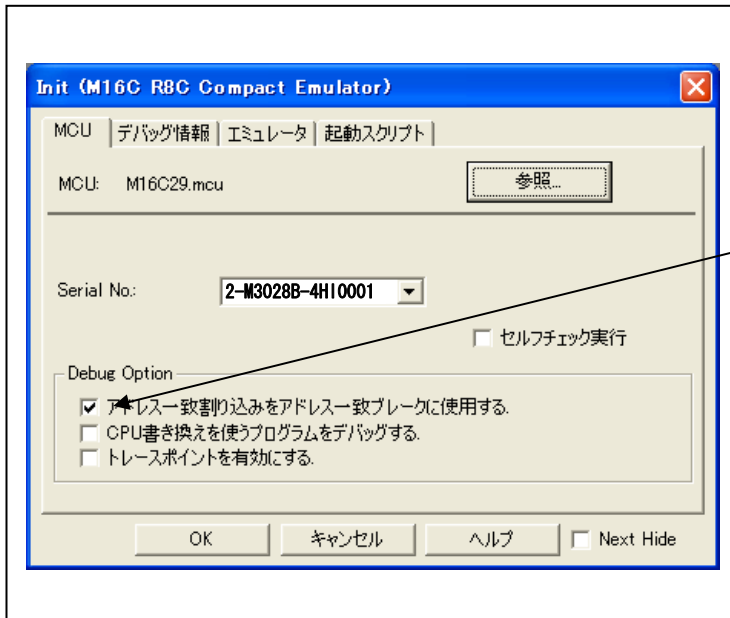 Init (M16C R8C Compact Emulator)
MCU デバッグ情報 エミュレータ 起動スクリプト
MCU: M16C29.mcu 参照...
Serial No.: 2-M3028B-4HI0001
セルフチェック実行
Debug Option
アドレス一致割り込みをアドレス一致ブレークに使用する.
CPU書き換えを使うプログラムをデバッグする.
トレースポイントを有効にする.
OK キャンセル ヘルプ Next Hide